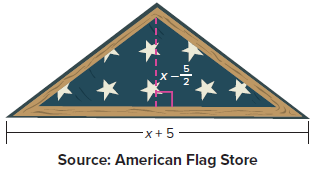 x – 5/2
x + 5
Source: American Flag Store